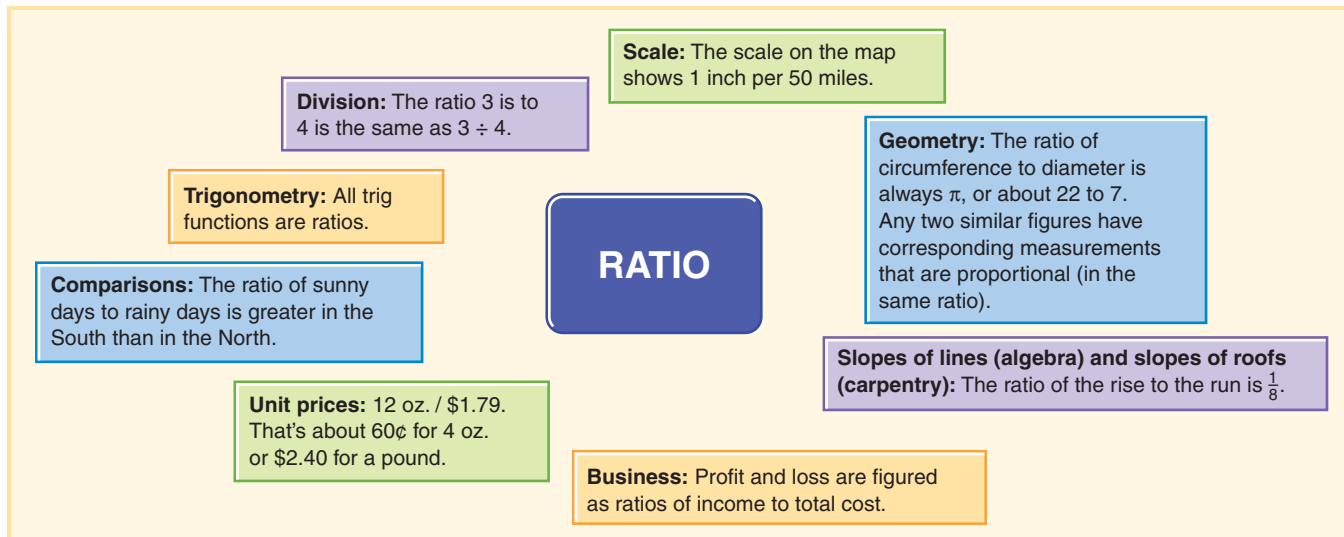 Scale: The scale on the map
shows 1 inch per 50 miles.
Division: The ratio 3 is to
4 is the same as 3 ÷ 4.
Geometry: The ratio of
circumference to diameter is
always π, or about 22 to 7.
Any two similar figures have
corresponding measurements
that are proportional (in the
same ratio).
Trigonometry: All trig
functions are ratios.
RATIO
Comparisons: The ratio of sunny
days to rainy days is greater in the
South than in the North.
Slopes of lines (algebra) and slopes of roofs
(carpentry): The ratio of the rise to the run is 1/8.
Unit prices: 12 oz. / $1.79.
That's about 60¢ for 4 oz.
or $2.40 for a pound.
Business: Profit and loss are figured
as ratios of income to total cost.